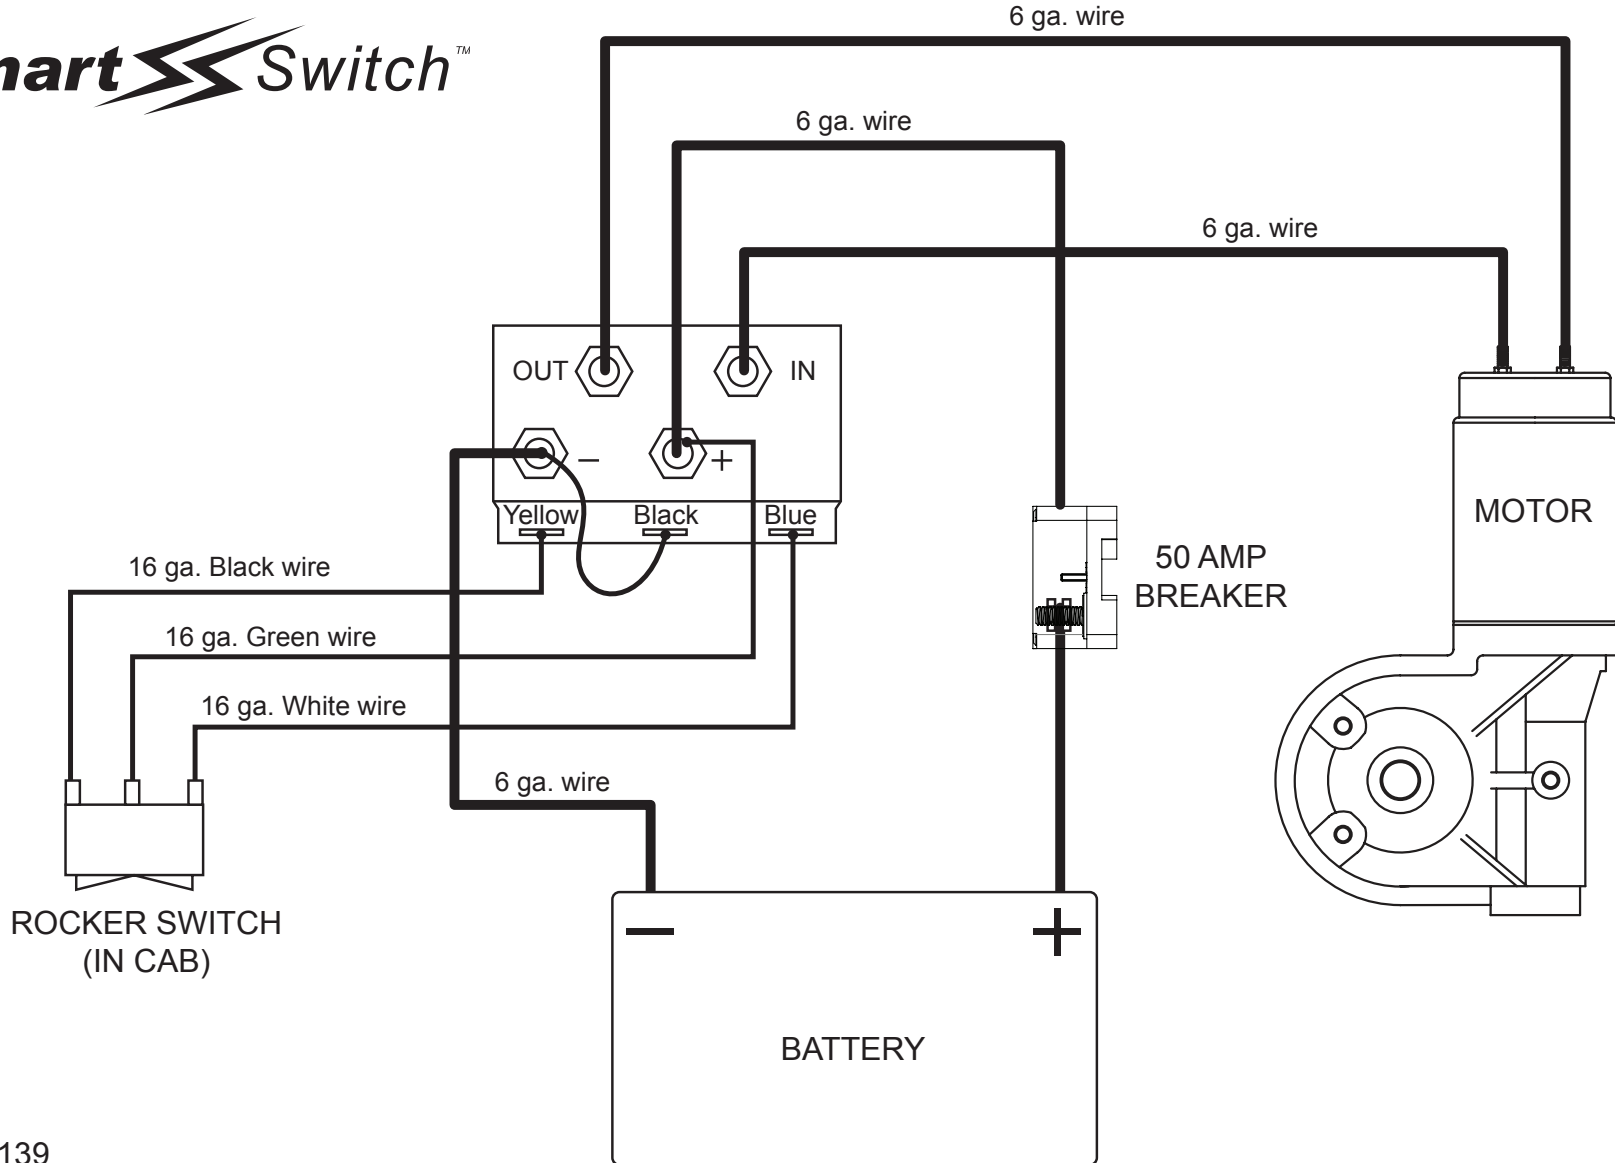 mart Switch™
6 ga. wire
6 ga. wire
6 ga. wire
OUT
IN
–
+
Yellow
Black
Blue
16 ga. Black wire
50 AMP
BREAKER
MOTOR
16 ga. Green wire
16 ga. White wire
6 ga. wire
ROCKER SWITCH
(IN CAB)
–
+
BATTERY
139